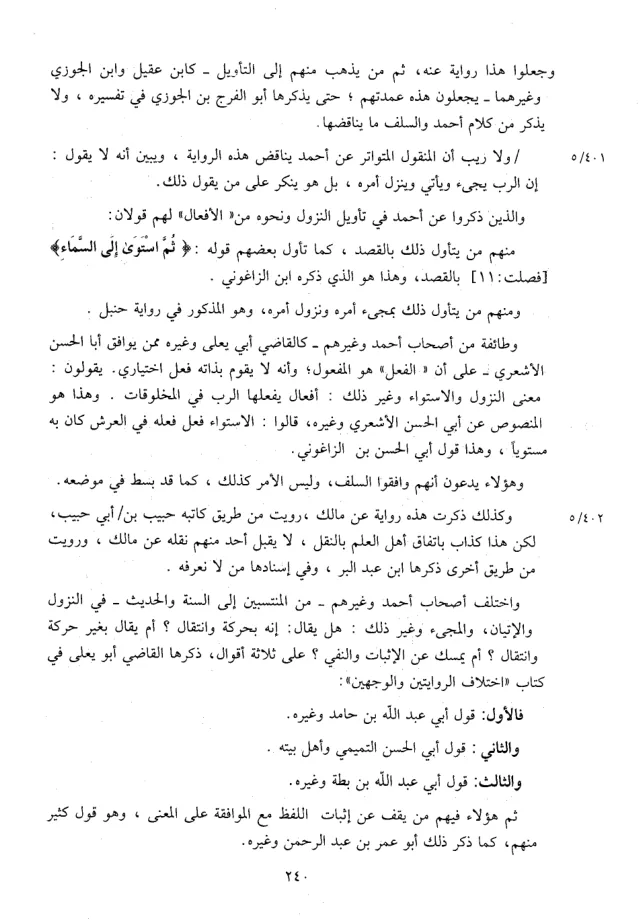 وجعلوا هذا رواية عنه، ثم من يذهب منهم إلى التأويل ـ كابن عقيل وابن الجوزي
وغيرهما ـ يجعلون هذه عمدتهم ؛ حتى يذكرها أبو الفرج بن الجوزي في تفسيره ، ولا
يذكر من كلام أحمد والسلف ما يناقضها.
٥/٤٠١ / ولا ريب أن المنقول المتواتر عن أحمد يناقض هذه الرواية ، ويبين أنه لا يقول :
إن الرب يجىء ويأتي وينزل أمره ، بل هو ينكر على من يقول ذلك.
والذين ذكروا عن أحمد في تأويل النزول ونحوه من« الأفعال» لهم قولان:
منهم من يتأول ذلك بالقصد ، كما تأول بعضهم قوله :﴿ ثُمَّ اسْتَوَىٰ إِلَى السَّمَاءِ﴾
[فصلت:١١] بالقصد، وهذا هو الذي ذكره ابن الزاغوني .
ومنهم من يتأول ذلك بمجىء أمره ونزول أمره، وهو المذكور في رواية حنبل .
وطائفة من أصحاب أحمد وغيرهم ـ كالقاضي أبي يعلى وغيره ممن يوافق أبا الحسن
الأشعري ـ على أن « الفعل» هو المفعول؛ وأنه لا يقوم بذاته فعل اختياري. يقولون :
معنى النزول والاستواء وغير ذلك : أفعال يفعلها الرب في المخلوقات . وهذا هو
المنصوص عن أبي الحسن الأشعري وغيره، قالوا : الاستواء فعل فعله في العرش كان به
مستوياً ، وهذا قول أبي الحسن بن الزاغوني.
وهؤلاء يدعون أنهم وافقوا السلف، وليس الأمر كذلك ، كما قد بسط في موضعه.
٥/٤٠٢ وكذلك ذكرت هذه رواية عن مالك ، رويت من طريق كاتبه حبيب بن/ أبي حبيب،
لكن هذا كذاب باتفاق أهل العلم بالنقل ، لا يقبل أحد منهم نقله عن مالك ، ورويت
من طريق أخرى ذكرها ابن عبد البر ، وفي إسنادها من لا نعرفه .
واختلف أصحاب أحمد وغيرهم ـ من المنتسبين إلى السنة والحديث ـ في النزول
والإتيان، والمجىء وغير ذلك : هل يقال: إنه بحركة وانتقال ؟ أم يقال بغير حركة
وانتقال ؟ أم يمسك عن الإثبات والنفي ؟ على ثلاثة أقوال، ذكرها القاضي أبو يعلى في
كتاب «اختلاف الروايتين والوجهين»:
فالأول: قول أبي عبد الله بن حامد وغيره.
والثاني : قول أبي الحسن التميمي وأهل بيته .
والثالث: قول أبي عبد الله بن بطة وغيره.
ثم هؤلاء فيهم من يقف عن إثبات اللفظ مع الموافقة على المعنى ، وهو قول كثير
منهم، كما ذكر ذلك أبو عمر بن عبد الرحمن وغيره.
٢٤٠